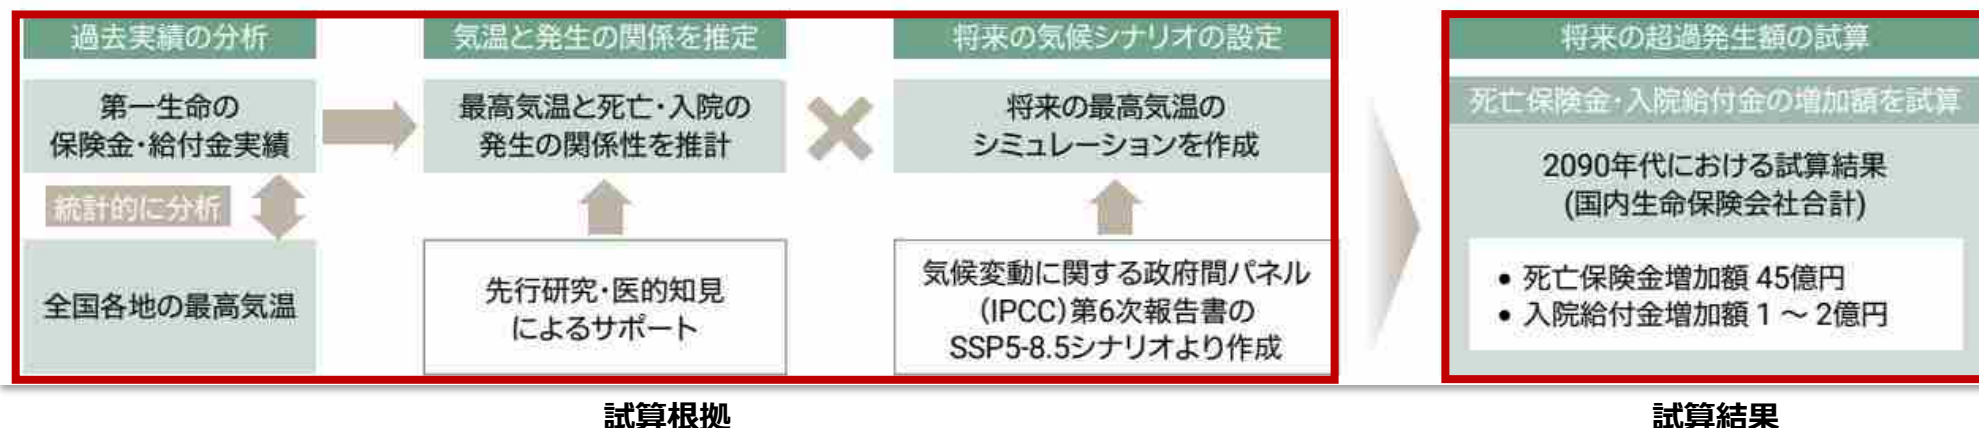 過去実績の分析
第一生命の
保険金・給付金実績
統計的に分析
全国各地の最高気温
気温と発生の関係を推定
最高気温と死亡・入院の
発生の関係性を推計
先行研究・医的知見
によるサポート
将来の気候シナリオの設定
将来の最高気温の
シミュレーションを作成
気候変動に関する政府間パネル
(IPCC)第6次報告書の
SSP5-8.5シナリオより作成
将来の超過発生額の試算
死亡保険金・入院給付金の増加額を試算
2090年代における試算結果
(国内生命保険会社合計)
• 死亡保険金増加額 45億円
• 入院給付金増加額 1 ~ 2億円
試算根拠
試算結果